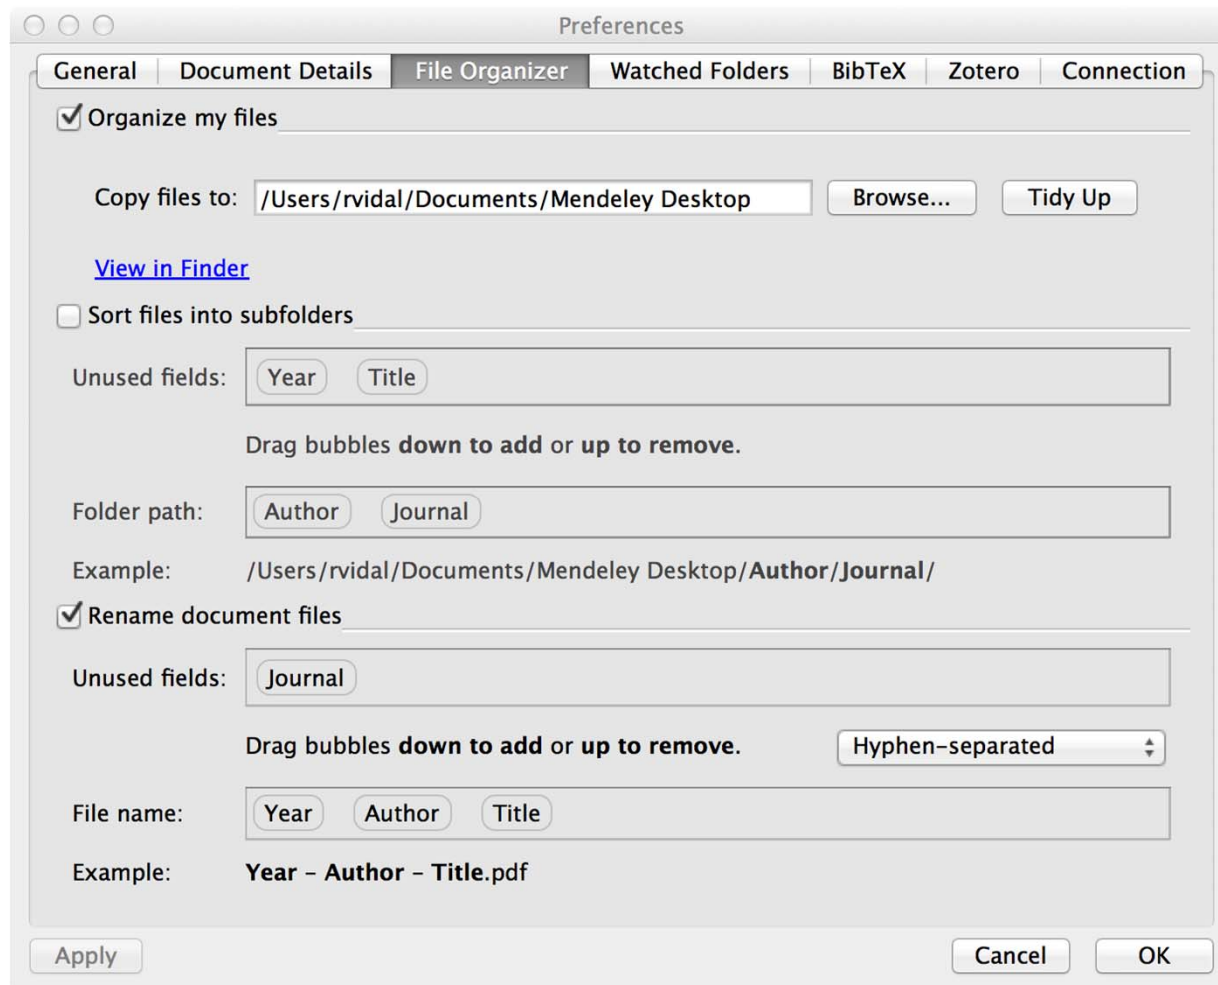 Preferences
General Document Details File Organizer Watched Folders BibTeX Zotero Connection
Organize my files
Copy files to: /Users/rvidal/Documents/Mendeley Desktop Browse... Tidy Up
View in Finder
Sort files into subfolders
Unused fields: Year Title
Drag bubbles down to add or up to remove.
Folder path: Author Journal
Example: /Users/rvidal/Documents/Mendeley Desktop/Author/Journal/
Rename document files
Unused fields: Journal
Drag bubbles down to add or up to remove. Hyphen-separated
File name: Year Author Title
Example: Year - Author - Title.pdf
Apply Cancel OK